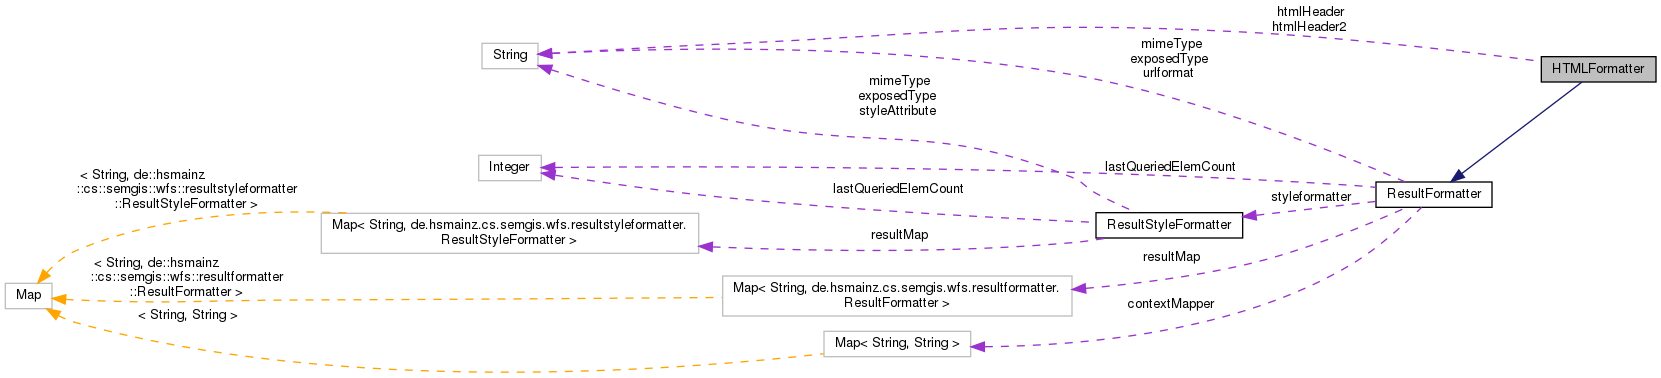 htmlHeader
htmlHeader2
String
mimeType
exposedType
urlformat
HTMLFormatter
mimeType
exposedType
styleAttribute
Integer
lastQueriedElemCount
< String, de::hsmainz
::cs::semgis::wfs::resultstyleformatter
::ResultStyleFormatter >
lastQueriedElemCount
styleformatter
ResultFormatter
Map< String, de.hsmainz.cs.semgis.wfs.resultstyleformatter.
ResultStyleFormatter >
resultMap
ResultStyleFormatter
< String, de::hsmainz
::cs::semgis::wfs::resultformatter
::ResultFormatter >
resultMap
Map
Map< String, de.hsmainz.cs.semgis.wfs.resultformatter.
ResultFormatter >
contextMapper
< String, String >
Map< String, String >